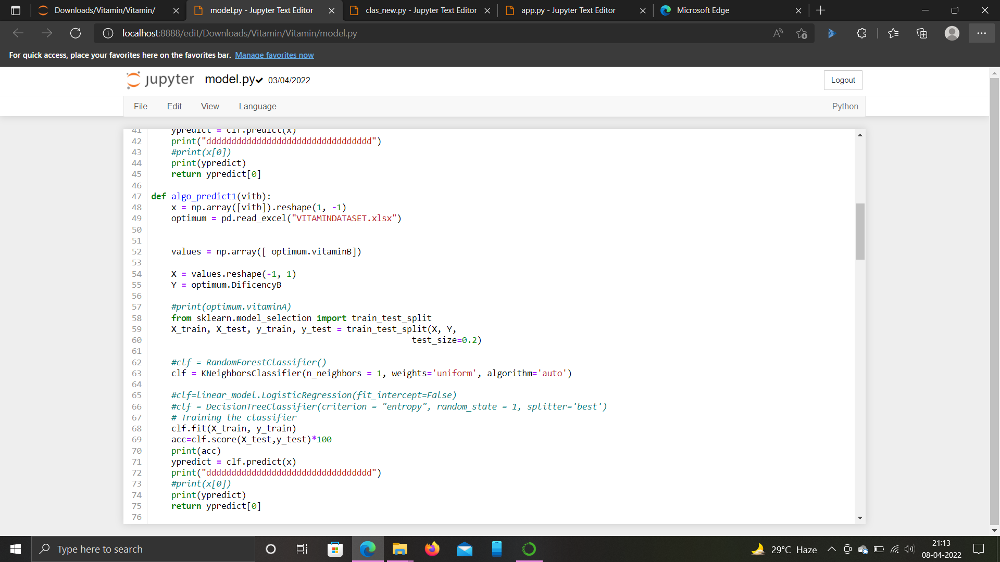 Downloads/Vitamin/Vitamin/
model.py - Jupyter Text Editor
clas_new.py - Jupyter Text Editor
app.py - Jupyter Text Editor
Microsoft Edge
localhost:8888/edit/Downloads/Vitamin/Vitamin/model.py
For quick access, place your favorites here on the favorites bar. Manage favorites now
jupyter model.py 03/04/2022
Logout
File Edit View Language Python
41 ypredict = clf.predict(x)
42 print("ddddddddddddddddddddddddddddddddd")
43 #print(x[0])
44 print(ypredict)
45 return ypredict[0]
46
47 def algo_predict1(vitb):
48 x = np.array([vitb]).reshape(1, -1)
49 optimum = pd.read_excel("VITAMINDATASET.xlsx")
50
51
52 values = np.array([ optimum.vitaminB])
53
54 X = values.reshape(-1, 1)
55 Y = optimum.DificencyB
56
57 #print(optimum.vitaminA)
58 from sklearn.model_selection import train_test_split
59 X_train, X_test, y_train, y_test = train_test_split(X, Y,
60 test_size=0.2)
61
62 #clf = RandomForestClassifier()
63 clf = KNeighborsClassifier(n_neighbors = 1, weights='uniform', algorithm='auto')
64
65 #clf=linear_model.LogisticRegression(fit_intercept=False)
66 #clf = DecisionTreeClassifier(criterion = "entropy", random_state = 1, splitter='best')
67 # Training the classifier
68 clf.fit(X_train, y_train)
69 acc=clf.score(X_test,y_test)*100
70 print(acc)
71 ypredict = clf.predict(x)
72 print("ddddddddddddddddddddddddddddddddd")
73 #print(x[0])
74 print(ypredict)
75 return ypredict[0]
76
Type here to search
29°C Haze
21:13
08-04-2022